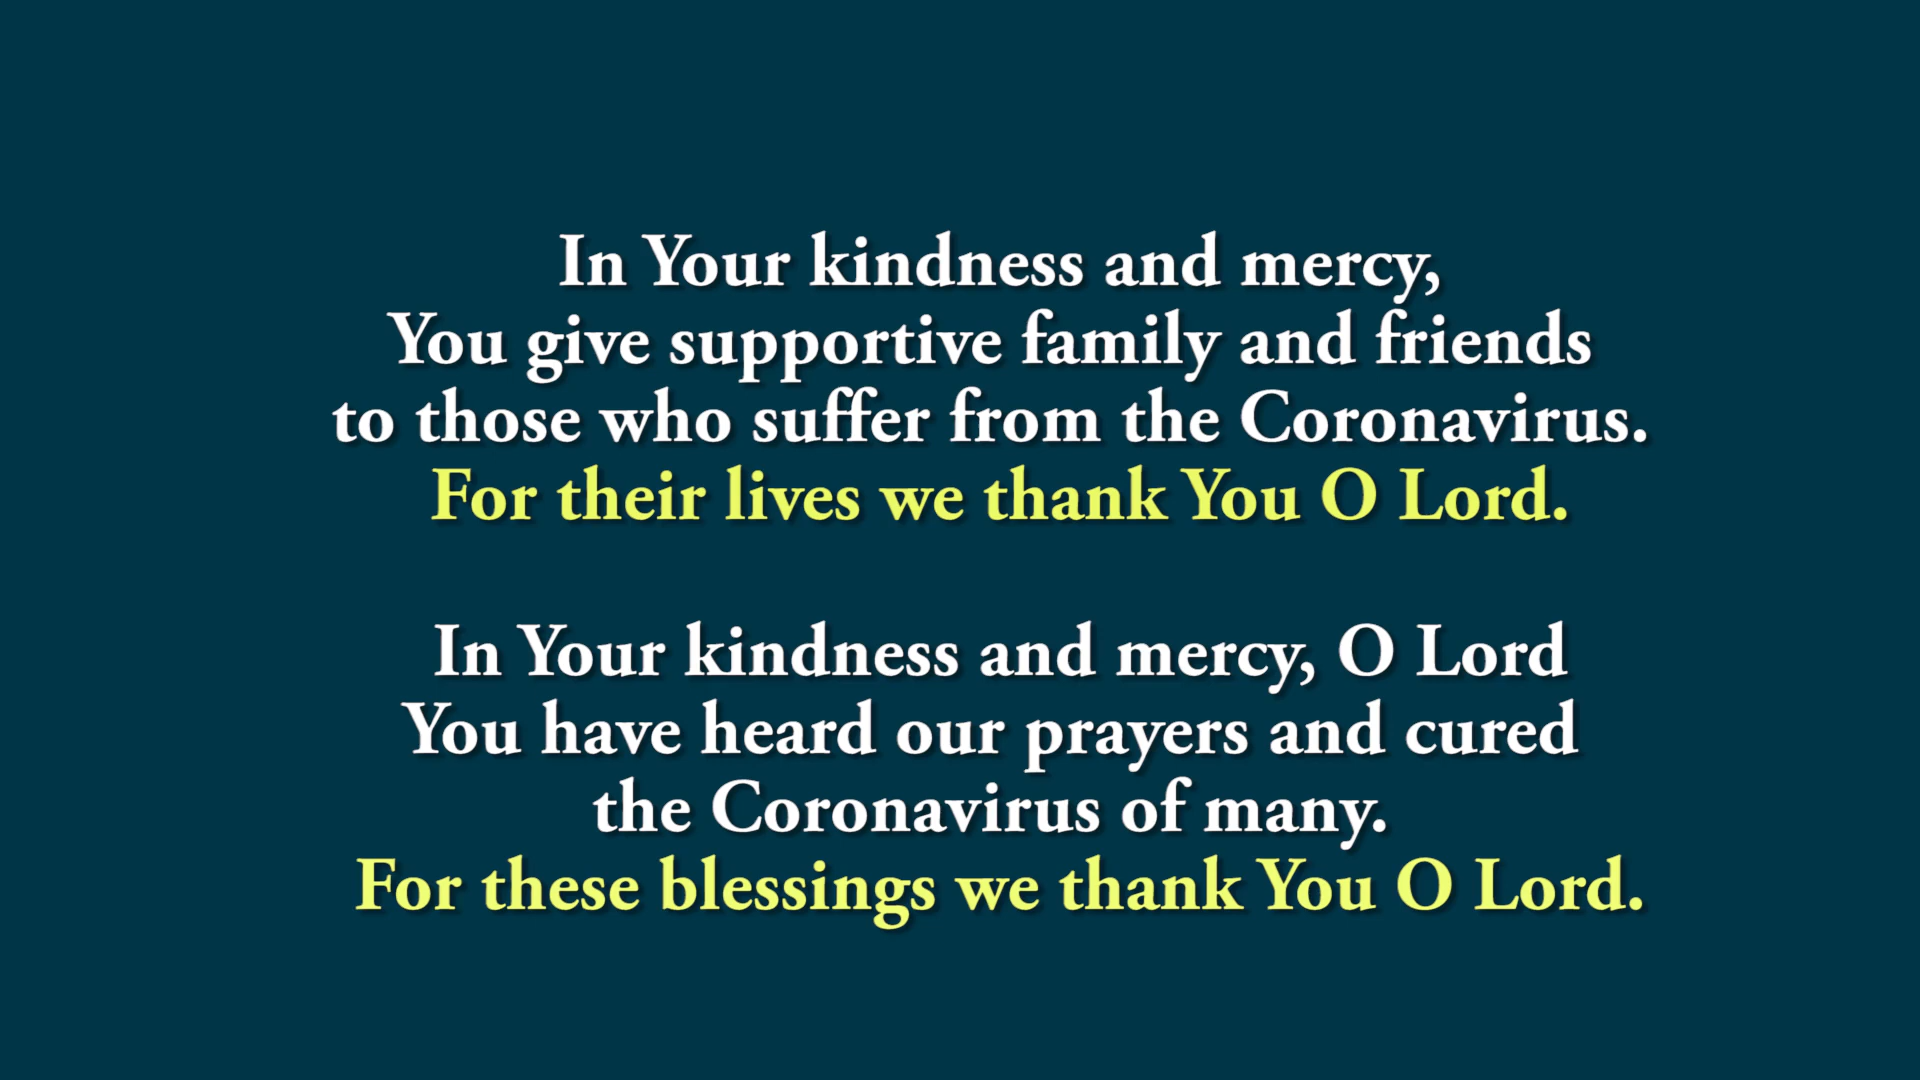 In Your kindness and mercy,
You give supportive family and friends
to those who suffer from the Coronavirus.
For their lives we thank You O Lord.
In Your kindness and mercy, O Lord
You have heard our prayers and cured
the Coronavirus of many.
For these blessings we thank You O Lord.